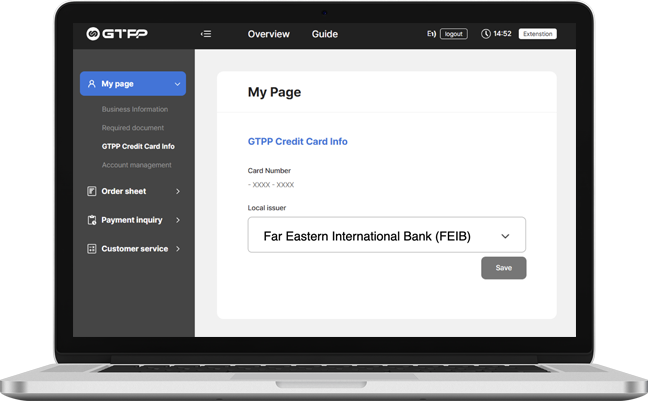 GTPP
Overview
Guide
logout
14:52
Extenstion
My page
Business Information
Required document
GTPP Credit Card Info
Account management
Order sheet
Payment inquiry
Customer service
My Page
GTPP Credit Card Info
Card Number
- XXXX - XXXX
Local issuer
Far Eastern International Bank (FEIB)
Save